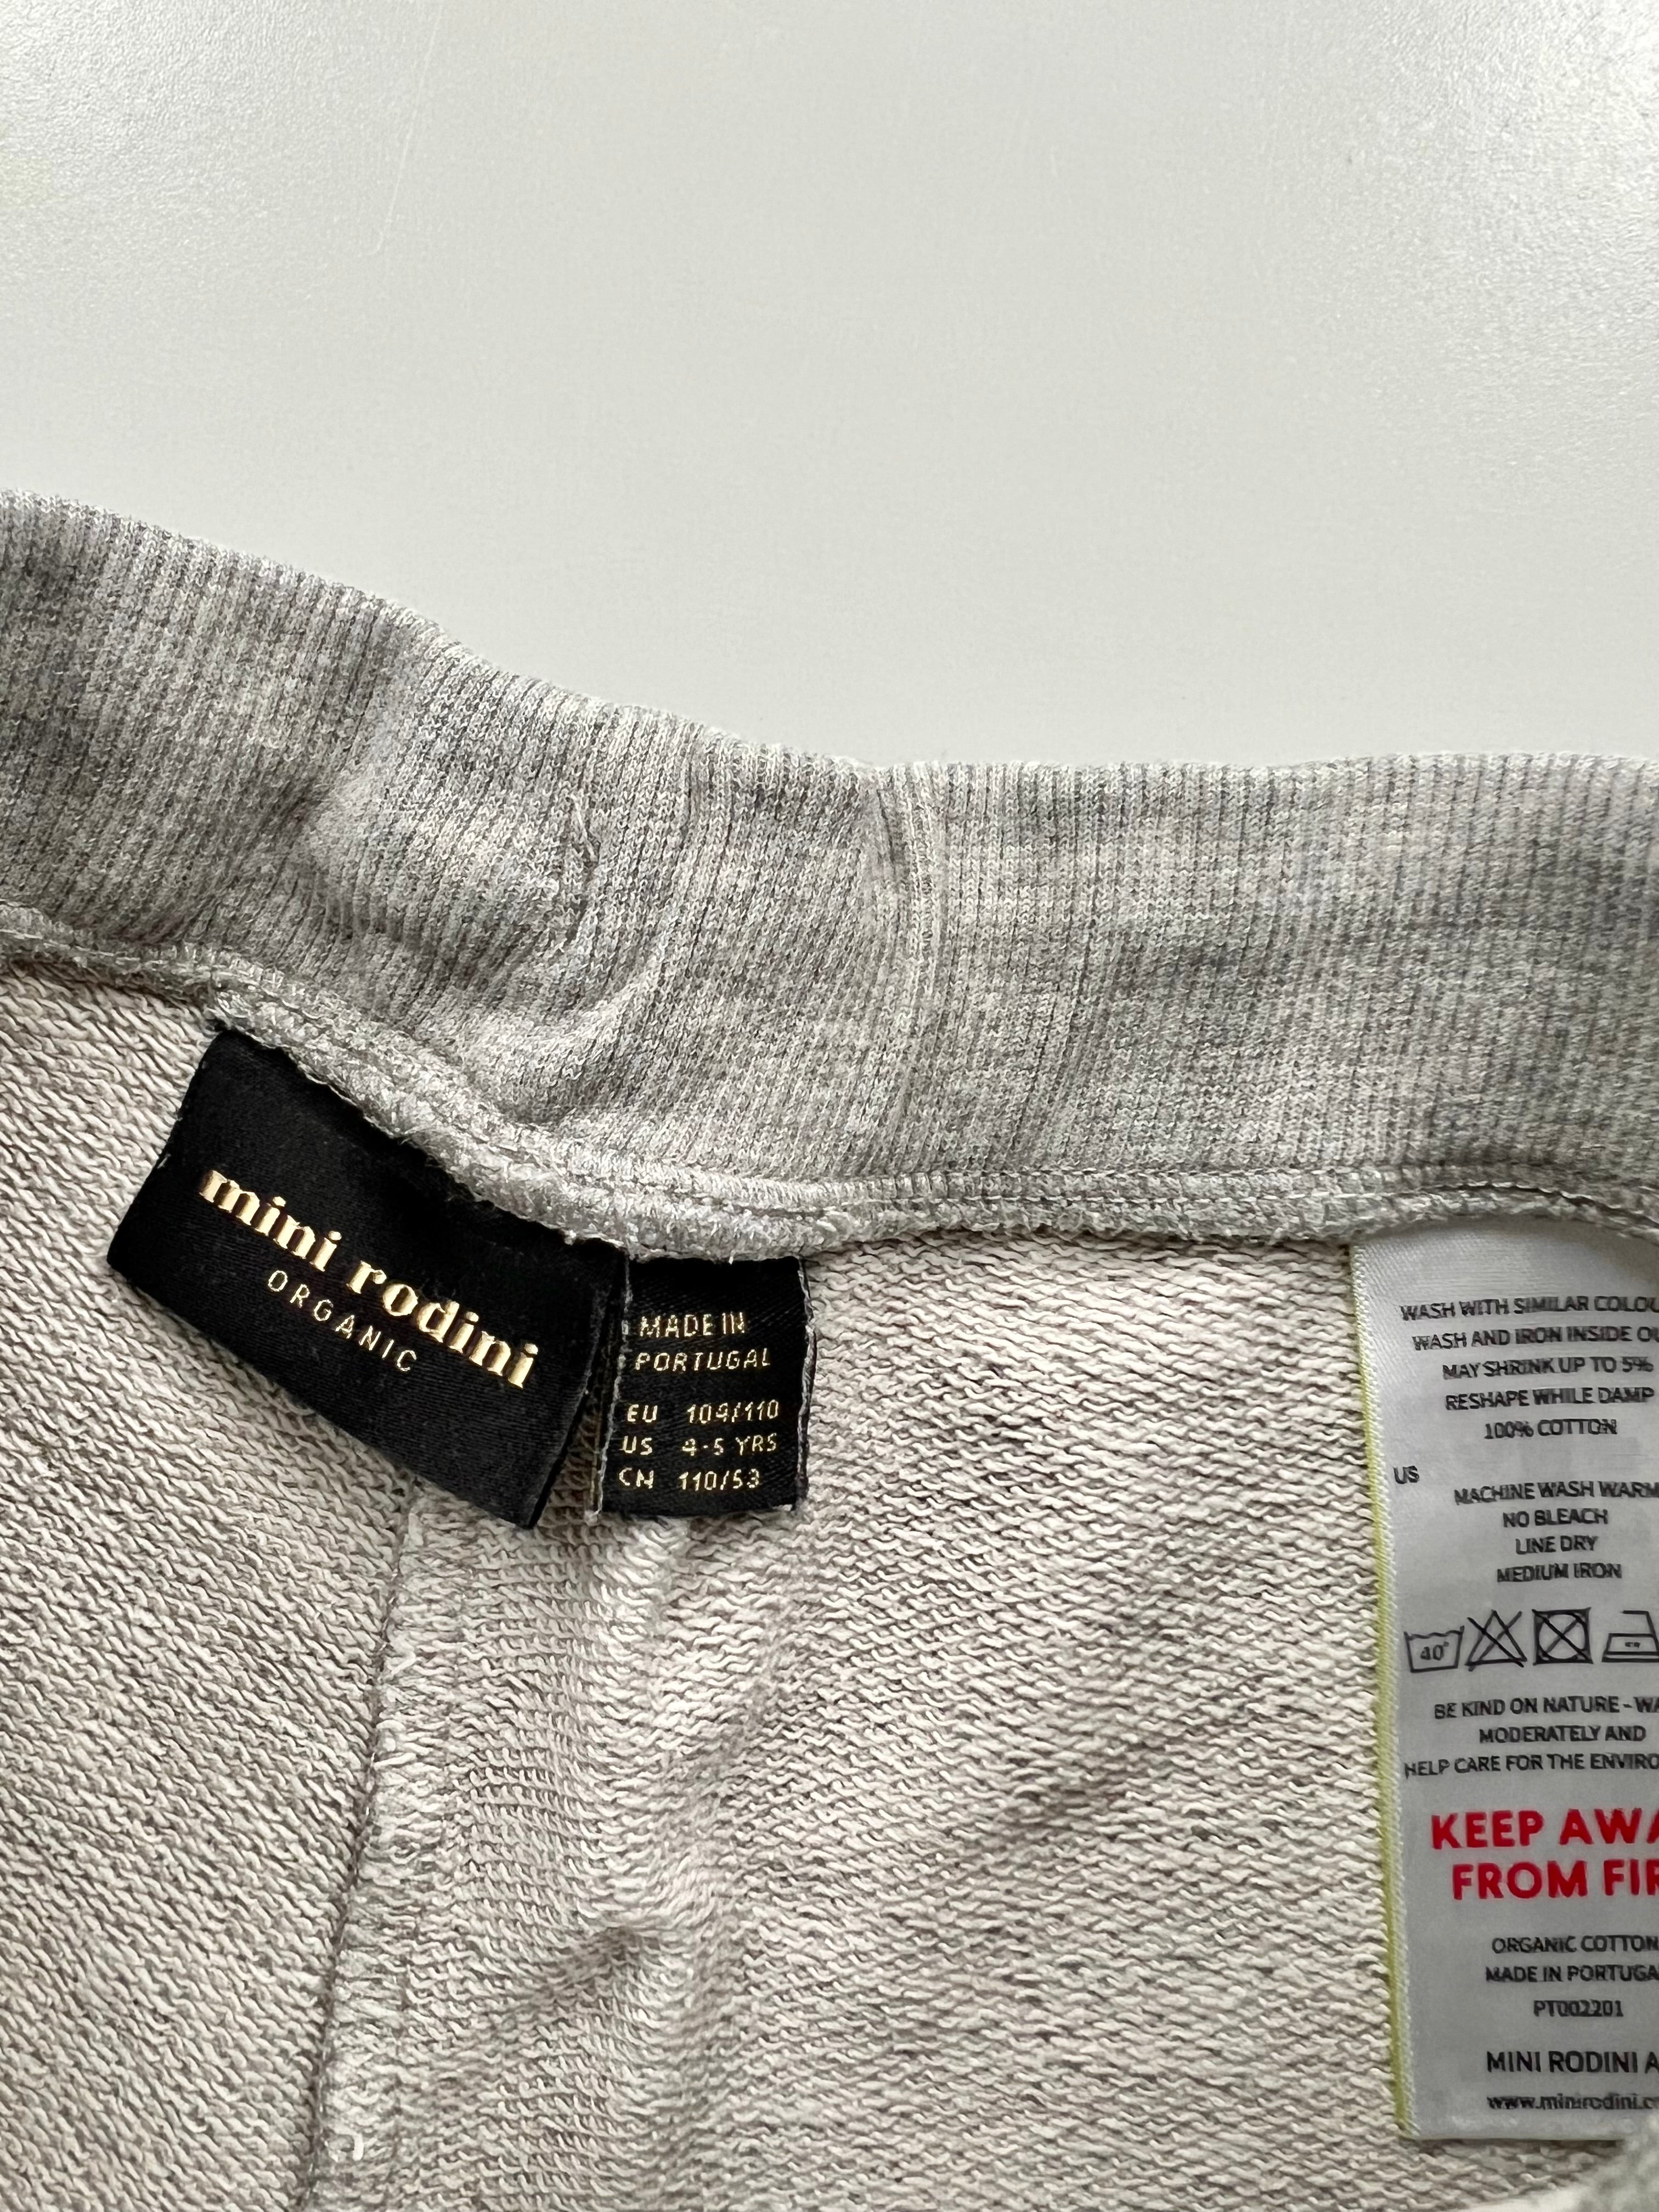 mini rodini
ORGANIC
MADE IN
PORTUGAL
EU 104/110
US 4-5 YRS
CN 110/53
WASH WITH SIMILAR COLOU
WASH AND IRON INSIDE OU
MAY SHRINK UP TO 5%
RESHAPE WHILE DAMP
100% COTTON
US
MACHINE WASH WARM
NO BLEACH
LINE DRY
MEDIUM IRON
40°
BE KIND ON NATURE - WA
MODERATELY AND
HELP CARE FOR THE ENVIRO
KEEP AWA
FROM FIR
ORGANIC COTTON
MADE IN PORTUGA
PT002201
MINI RODINI A
www.minirodini.c